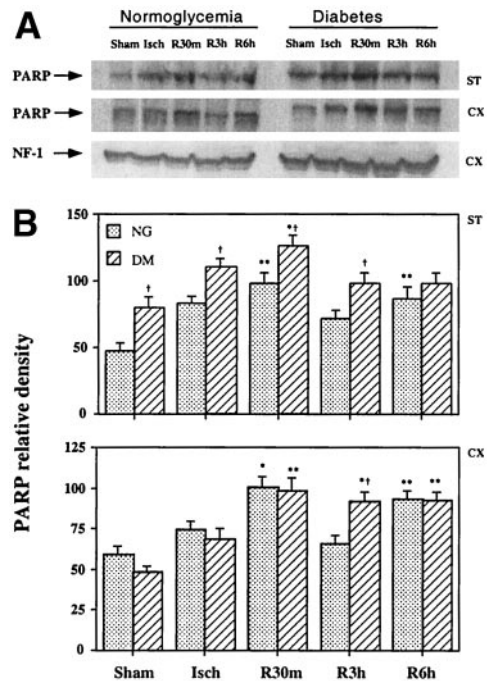 A
Normoglycemia Diabetes
Sham Isch R30m R3h R6h Sham Isch R30m R3h R6h
PARP ST
PARP CX
NF-1 CX
B
150 ST
NG
DM
100
50
0
*†
†
†
†
**
**
PARP relative density
125 CX
100
75
50
25
0
* ** *† ** **
Sham Isch R30m R3h R6h